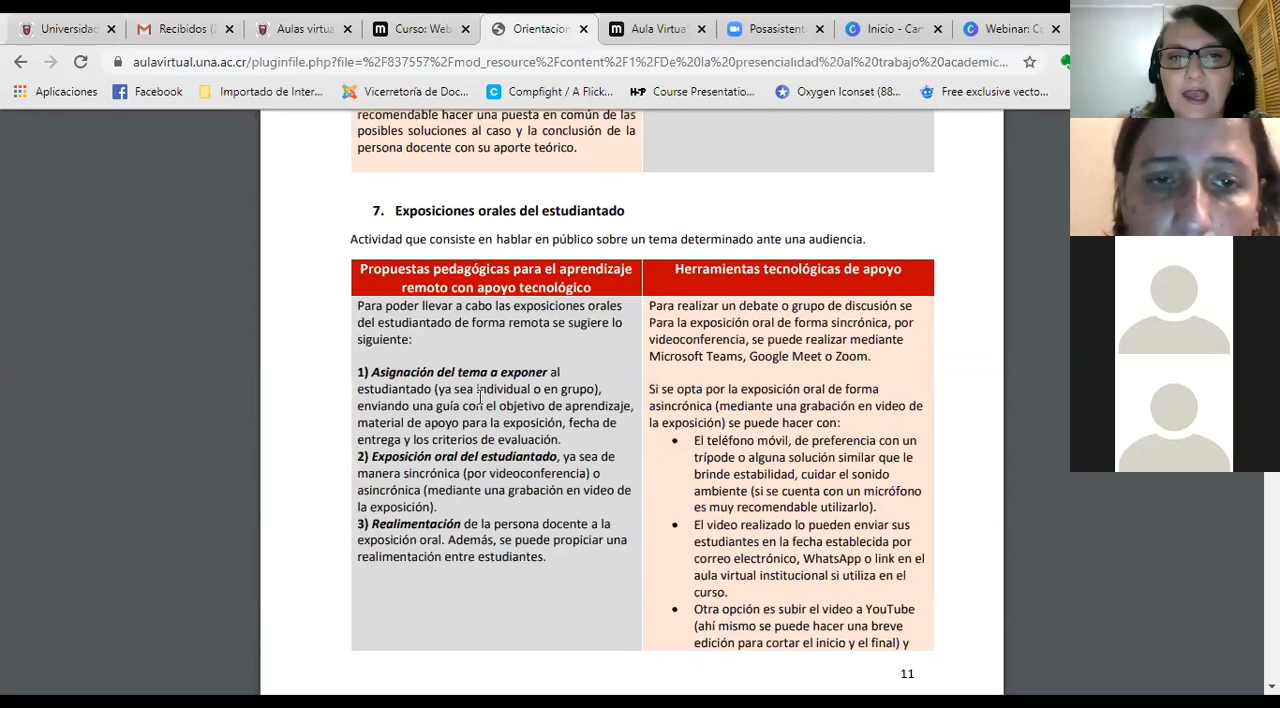 Universidad
Recibidos (2
Aulas virtua
Curso: Web
Orientacion
Aula Virtual
Posasistent
Inicio - Can
Webinar: Co
aulavirtual.una.ac.cr/pluginfile.php?file=%2F837557%2Fmod_resource%2Fcontent%2F1%2FDe%20la%20presencialidad%20al%20trabajo%20academic...
Aplicaciones
Facebook
Importado de Inter...
Vicerretoría de Doc...
Compfight / A Flick...
Course Presentatio...
Oxygen Iconset (88...
Free exclusive vecto...
recomendable hacer una puesta en común de las
posibles soluciones al caso y la conclusión de la
persona docente con su aporte teórico.
7. Exposiciones orales del estudiantado
Actividad que consiste en hablar en público sobre un tema determinado ante una audiencia.
Propuestas pedagógicas para el aprendizaje
remoto con apoyo tecnológico
Para poder llevar a cabo las exposiciones orales
del estudiantado de forma remota se sugiere lo
siguiente:
1) Asignación del tema a exponer al
estudiantado (ya sea individual o en grupo),
enviando una guía con el objetivo de aprendizaje,
material de apoyo para la exposición, fecha de
entrega y los criterios de evaluación.
2) Exposición oral del estudiantado, ya sea de
manera sincrónica (por videoconferencia) o
asincrónica (mediante una grabación en video de
la exposición).
3) Realimentación de la persona docente a la
exposición oral. Además, se puede propiciar una
realimentación entre estudiantes.
Herramientas tecnológicas de apoyo
Para realizar un debate o grupo de discusión se
Para la exposición oral de forma sincrónica, por
videoconferencia, se puede realizar mediante
Microsoft Teams, Google Meet o Zoom.
Si se opta por la exposición oral de forma
asincrónica (mediante una grabación en video de
la exposición) se puede hacer con:
• El teléfono móvil, de preferencia con un
trípode o alguna solución similar que le
brinde estabilidad, cuidar el sonido
ambiente (si se cuenta con un micrófono
es muy recomendable utilizarlo).
• El video realizado lo pueden enviar sus
estudiantes en la fecha establecida por
correo electrónico, WhatsApp o link en el
aula virtual institucional si utiliza en el
curso.
• Otra opción es subir el video a YouTube
(ahí mismo se puede hacer una breve
edición para cortar el inicio y el final) y
11